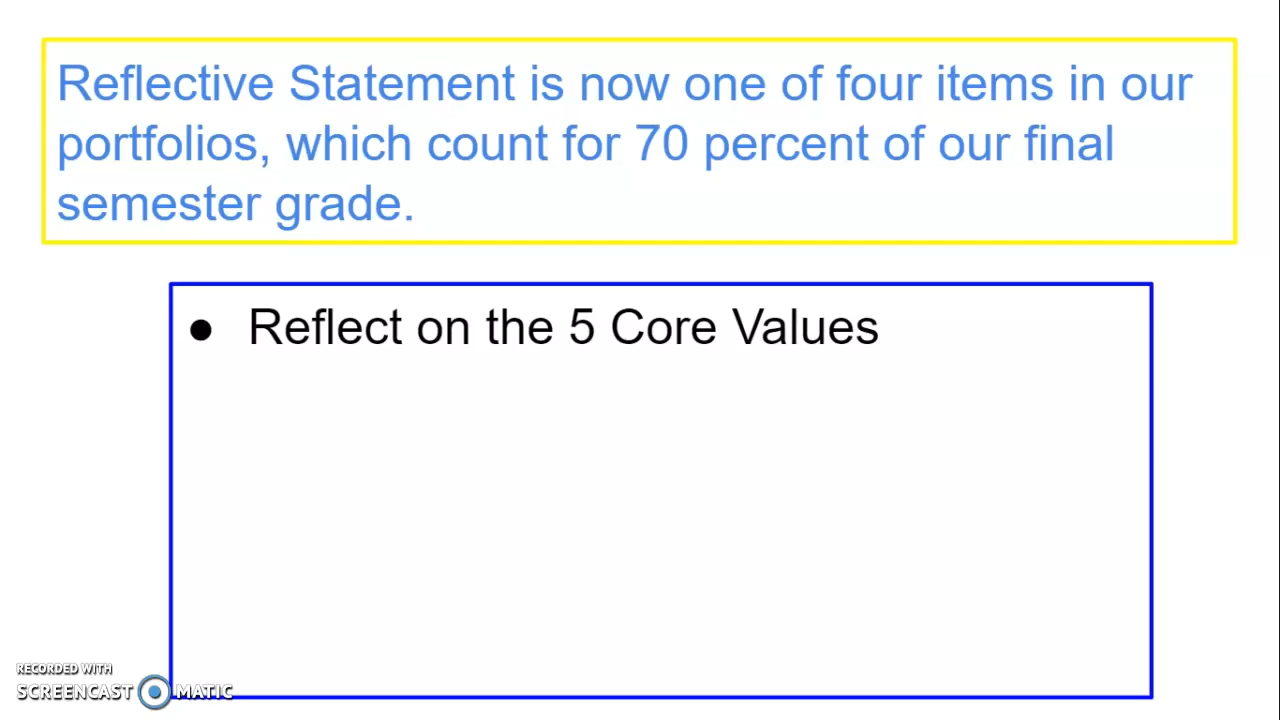 Reflective Statement is now one of four items in our
portfolios, which count for 70 percent of our final
semester grade.
● Reflect on the 5 Core Values
RECORDED WITH
SCREENCAST MATIC